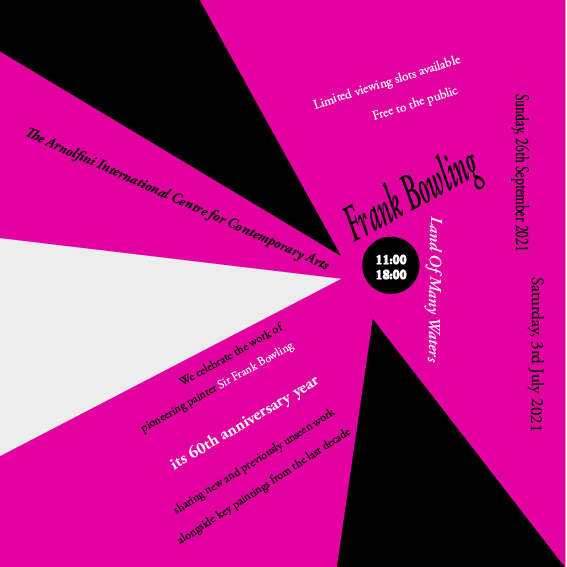 Limited viewing slots available
Free to the public
The Arnolfini International Cenre for Contemporary Arts
Frank Bowling
Land Of Many Waters
11:00
18:00
Sunday, 26th September 2021
Saturday, 3rd July 2021
We celebrate the work of
pioneering painter Sir Frank Bowling
its 60th anniversary year
sharing new and previously unseen work
alongside key paintings from the last decade